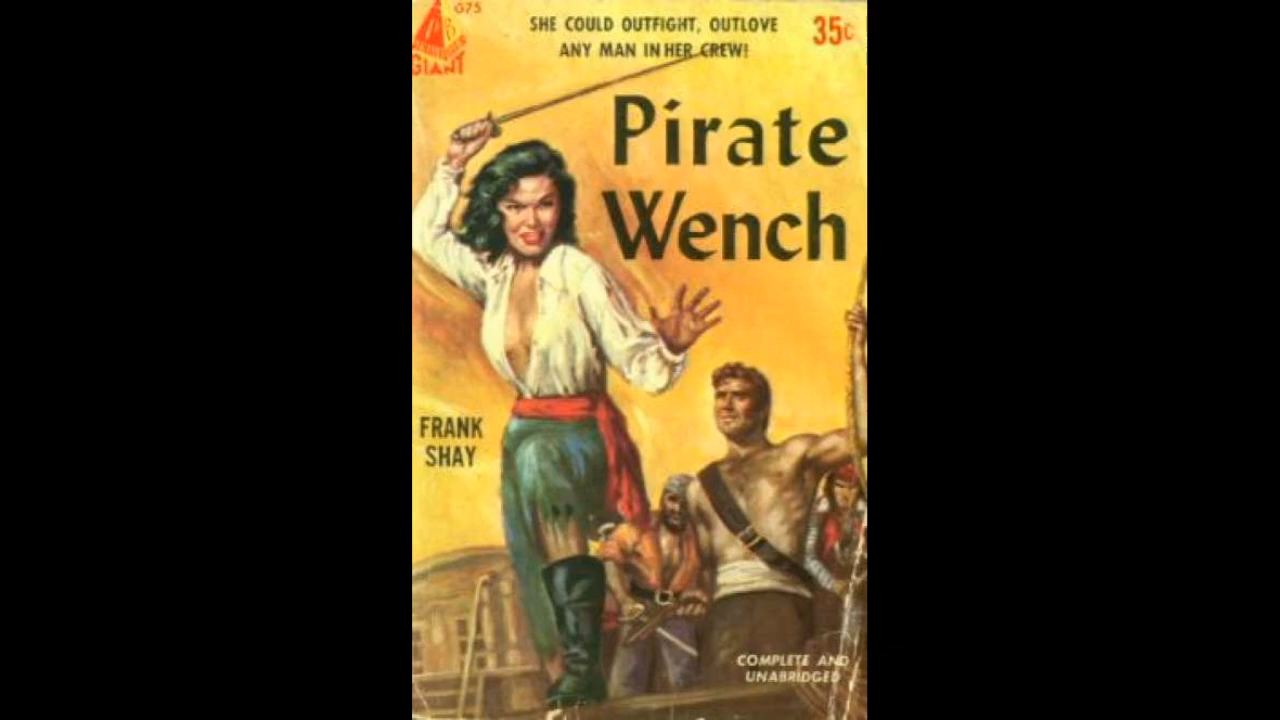 G75
GIANT
SHE COULD OUTFIGHT, OUTLOVE
ANY MAN IN HER CREW!
35¢
Pirate
Wench
FRANK
SHAY
COMPLETE AND
UNABRIDGED